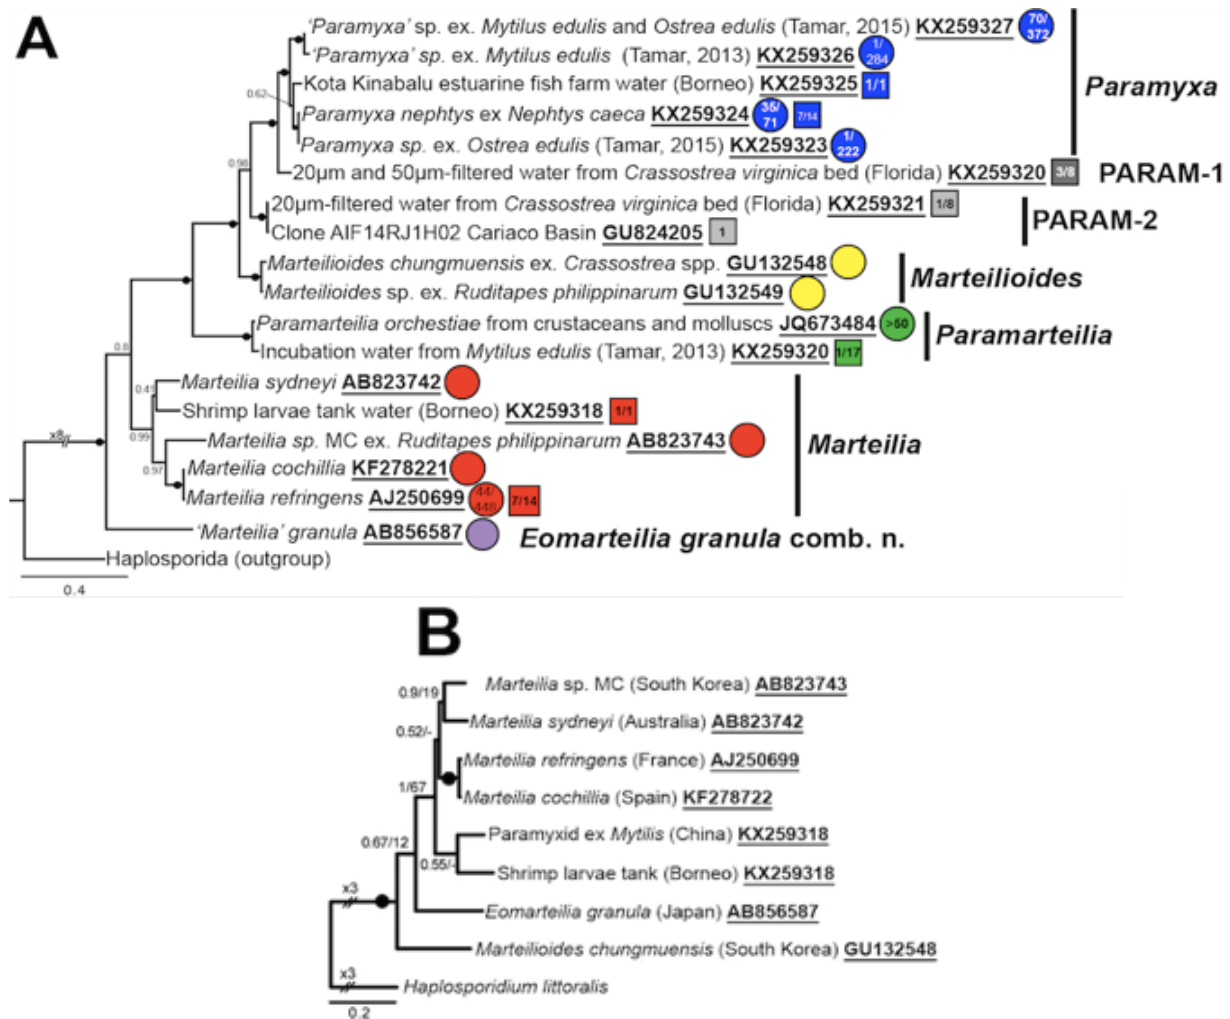 A
'Paramyxa' sp. ex. Mytilus edulis and Ostrea edulis (Tamar, 2015) KX259327 70/372
'Paramyxa' sp. ex. Mytilus edulis (Tamar, 2013) KX259326 1/284
Kota Kinabalu estuarine fish farm water (Borneo) KX259325 1/1
Paramyxa
0.62
Paramyxa nephtys ex Nephtys caeca KX259324 35/71 7/14
Paramyxa sp. ex. Ostrea edulis (Tamar, 2015) KX259323 1/222
0.98
20µm and 50µm-filtered water from Crassostrea virginica bed (Florida) KX259320 3/8 PARAM-1
20µm-filtered water from Crassostrea virginica bed (Florida) KX259321 1/8
PARAM-2
Clone AIF14RJ1H02 Cariaco Basin GU824205 1
Marteilioides chungmuensis ex. Crassostrea spp. GU132548
Marteilioides
Marteilioides sp. ex. Ruditapes philippinarum GU132549
Paramarteilia orchestiae from crustaceans and molluscs JQ673484 >50
Paramarteilia
Incubation water from Mytilus edulis (Tamar, 2013) KX259320 1/17
0.8
Marteilia sydneyi AB823742
0.41
Shrimp larvae tank water (Borneo) KX259318 1/1
0.99
x8
Marteilia sp. MC ex. Ruditapes philippinarum AB823743
Marteilia
0.97
Marteilia cochillia KF278221
Marteilia refringens AJ250699 44/448 7/14
'Marteilia' granula AB856587
Eomarteilia granula comb. n.
Haplosporida (outgroup)
0.4
B
Marteilia sp. MC (South Korea) AB823743
0.9/19
Marteilia sydneyi (Australia) AB823742
0.52/-
Marteilia refringens (France) AJ250699
1/67
Marteilia cochillia (Spain) KF278722
Paramyxid ex Mytilis (China) KX259318
0.67/12
0.55/-
Shrimp larvae tank (Borneo) KX259318
x3
Eomarteilia granula (Japan) AB856587
Marteilioides chungmuensis (South Korea) GU132548
x3
Haplosporidium littoralis
0.2